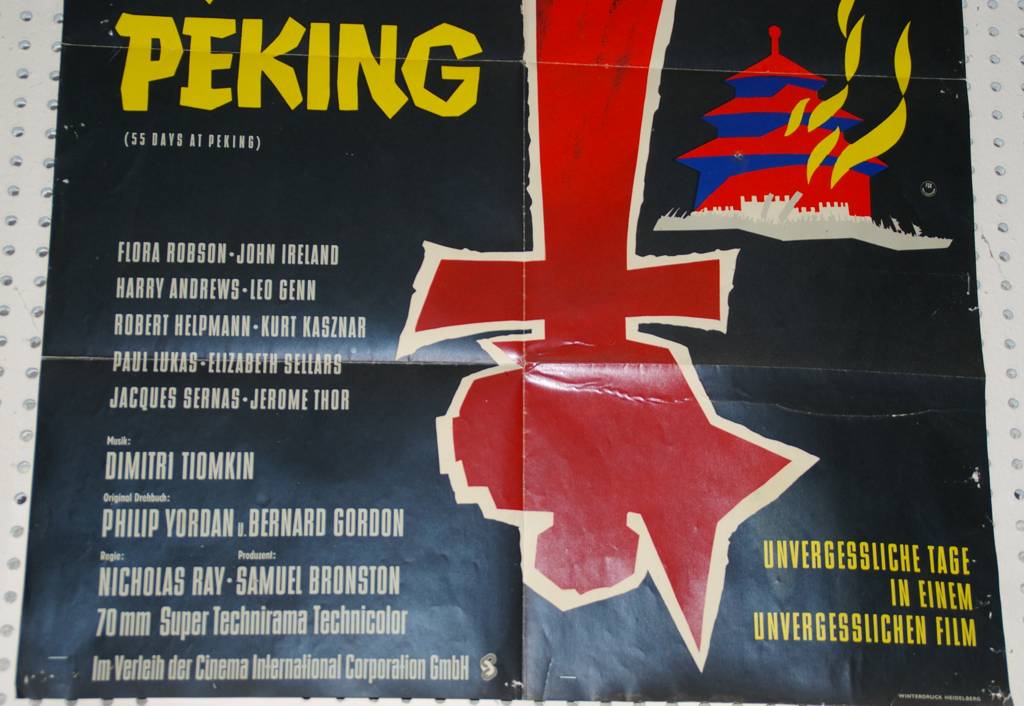 PEKING
(55 DAYS AT PEKING)
FLORA ROBSON • JOHN IRELAND
HARRY ANDREWS • LEO GENN
ROBERT HELPMANN • KURT KASZNAR
PAUL LUKAS • ELIZABETH SELLARS
JACQUES SERNAS • JEROME THOR
Musik:
DIMITRI TIOMKIN
Original Drehbuch:
PHILIP YORDAN u. BERNARD GORDON
Regie: Produzent:
NICHOLAS RAY • SAMUEL BRONSTON
70mm Super Technirama Technicolor
Im Verleih der Cinema International Corporation GmbH
UNVERGESSLICHE TAGE
IN EINEM
UNVERGESSLICHEN FILM
WINTERDRUCK HEIDELBERG